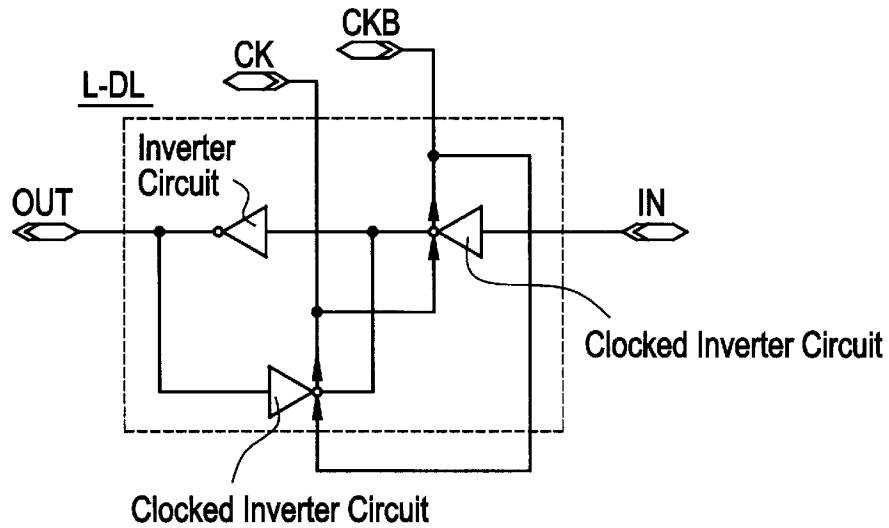 CKB
CK
L-DL
Inverter
Circuit
OUT
IN
Clocked Inverter Circuit
Clocked Inverter Circuit